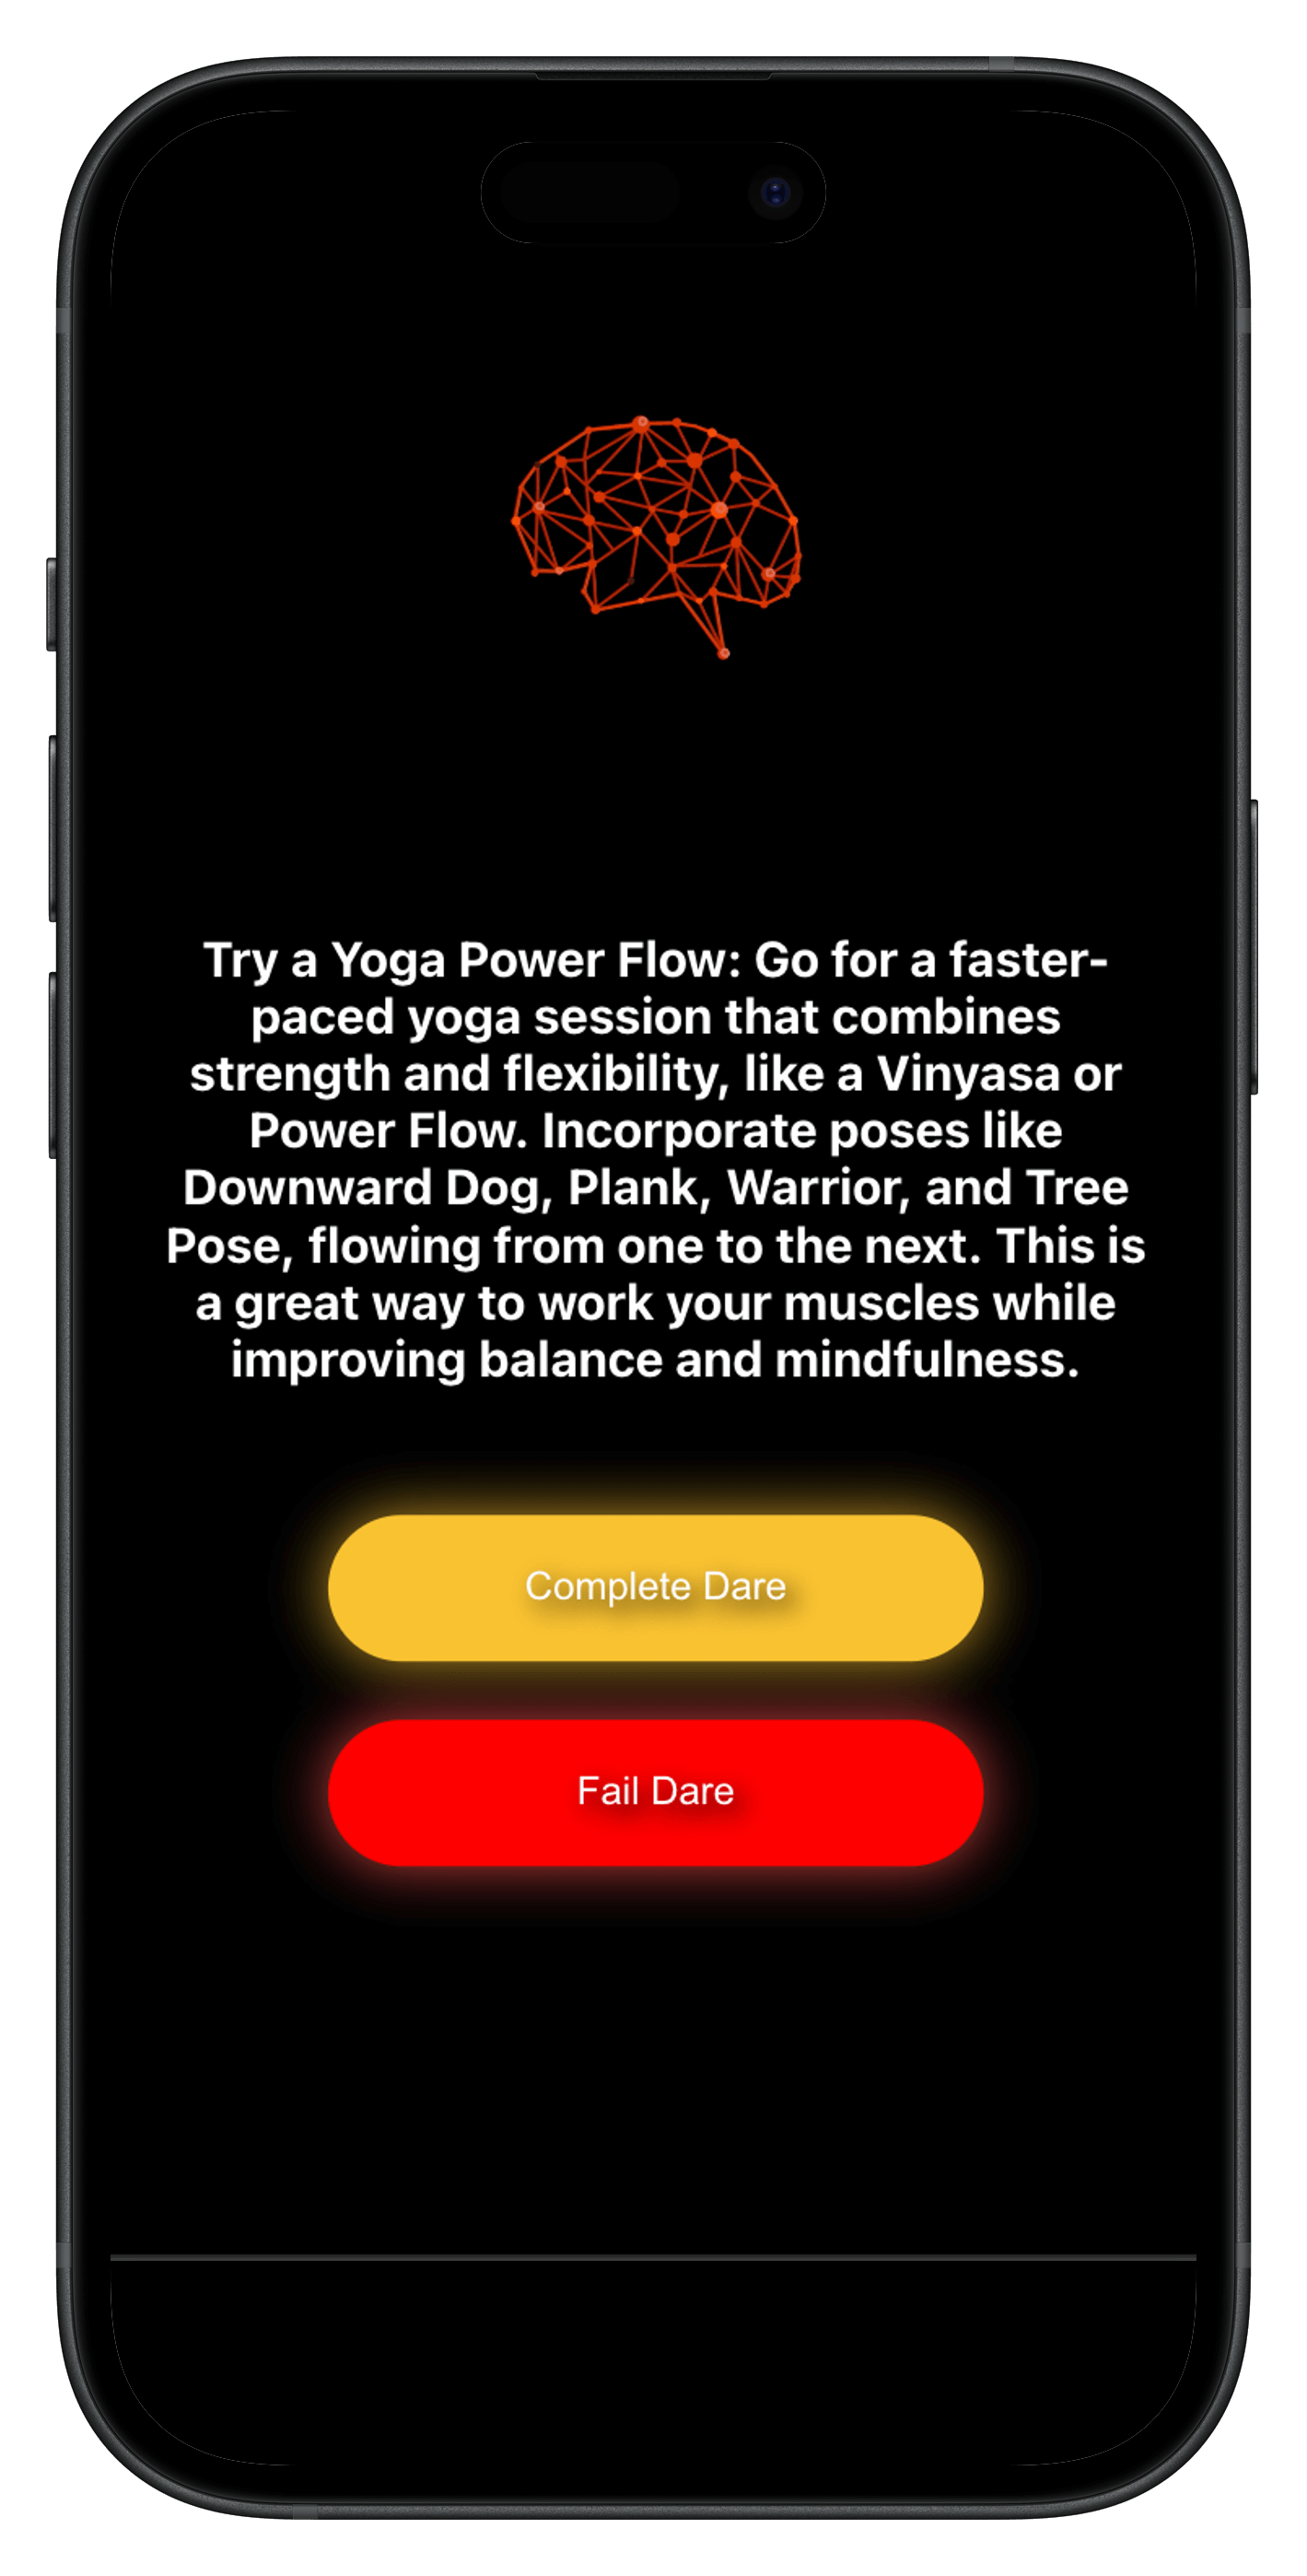 Try a Yoga Power Flow: Go for a faster-
paced yoga session that combines
strength and flexibility, like a Vinyasa or
Power Flow. Incorporate poses like
Downward Dog, Plank, Warrior, and Tree
Pose, flowing from one to the next. This is
a great way to work your muscles while
improving balance and mindfulness.
Complete Dare
Fail Dare